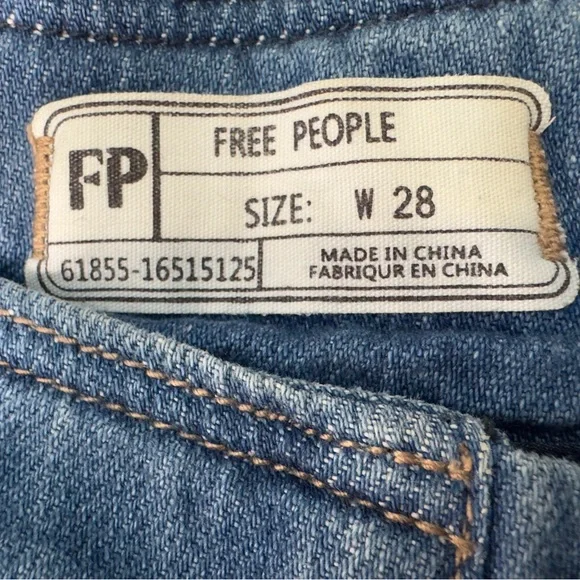 FP
FREE PEOPLE
SIZE: W 28
61855-16515125
MADE IN CHINA
FABRIQUR EN CHINA